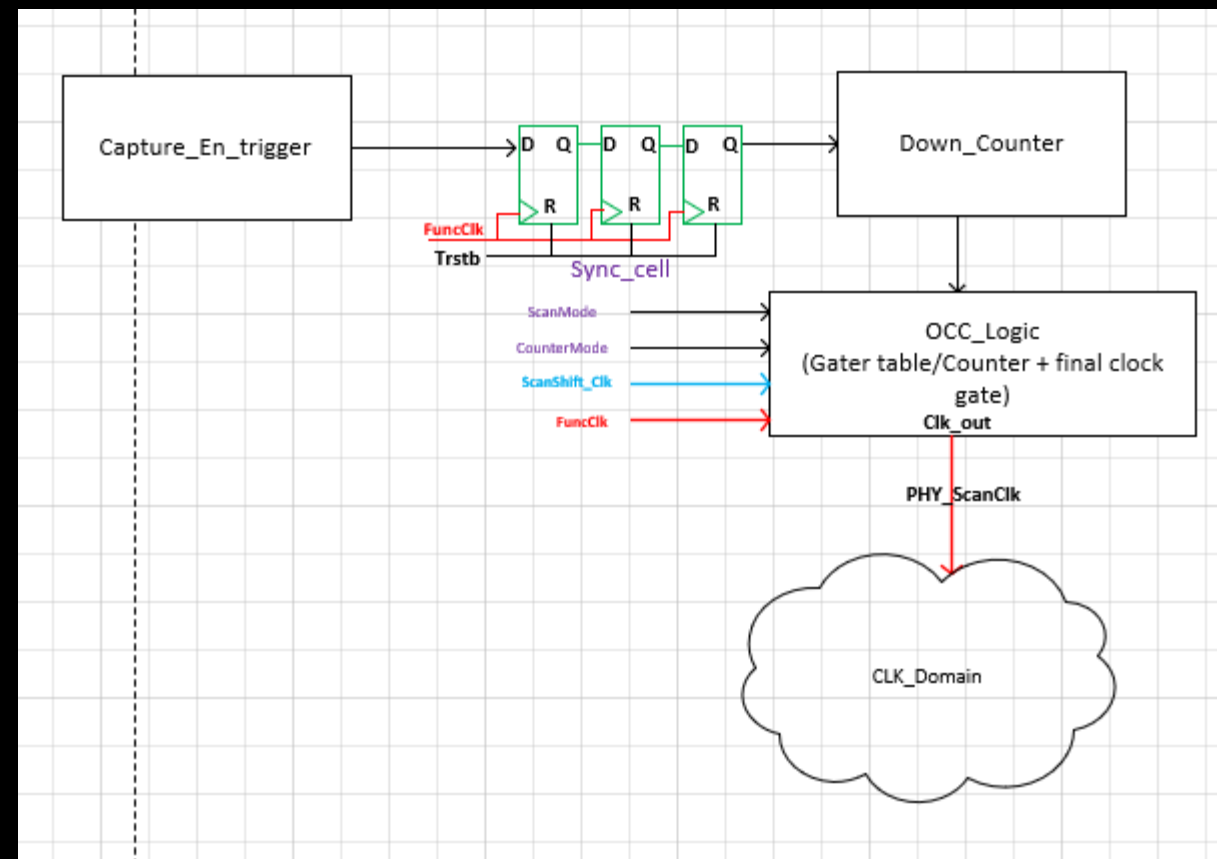 Capture_En_trigger
D Q D Q D Q
R R R
FuncClk
Trstb
Sync_cell
Down_Counter
ScanMode
CounterMode
ScanShift_Clk
FuncClk
OCC_Logic
(Gater table/Counter + final clock
gate)
Clk_out
PHY_ScanClk
CLK_Domain